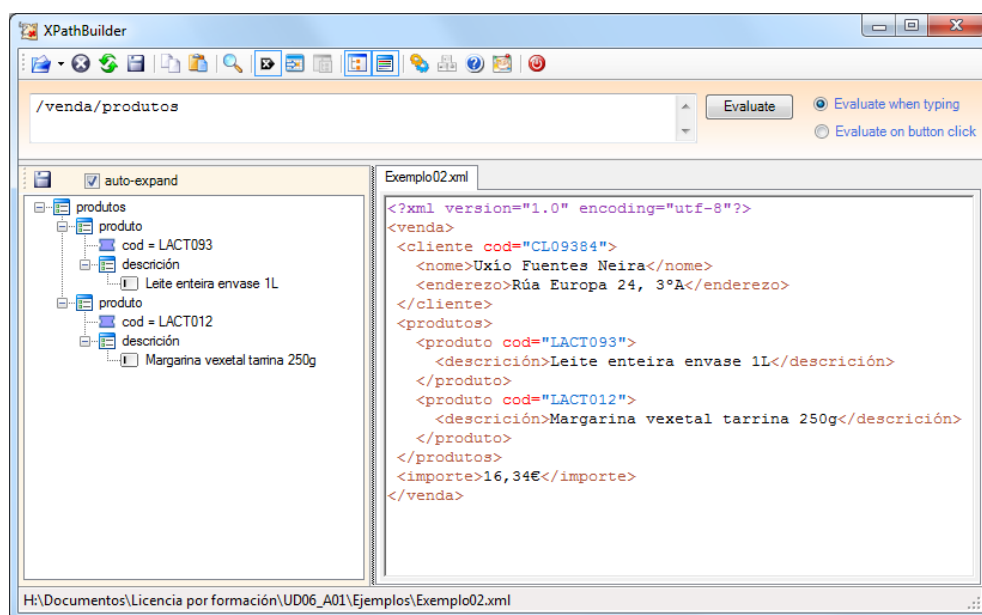 XPathBuilder
/venda/produtos
Evaluate
Evaluate when typing
Evaluate on button click
auto-expand
produtos
produto
cod = LACT093
descrición
Leite enteira envase 1L
produto
cod = LACT012
descrición
Margarina vexetal tarrina 250g
Exemplo02.xml
<?xml version="1.0" encoding="utf-8"?>
<venda>
<cliente cod="CL09384">
<nome>Uxío Fuentes Neira</nome>
<enderezo>Rúa Europa 24, 3ºA</enderezo>
</cliente>
<produtos>
<produto cod="LACT093">
<descrición>Leite enteira envase 1L</descrición>
</produto>
<produto cod="LACT012">
<descrición>Margarina vexetal tarrina 250g</descrición>
</produto>
</produtos>
<importe>16,34€</importe>
</venda>
H:\Documentos\Licencia por formación\UD06_A01\Ejemplos\Exemplo02.xml